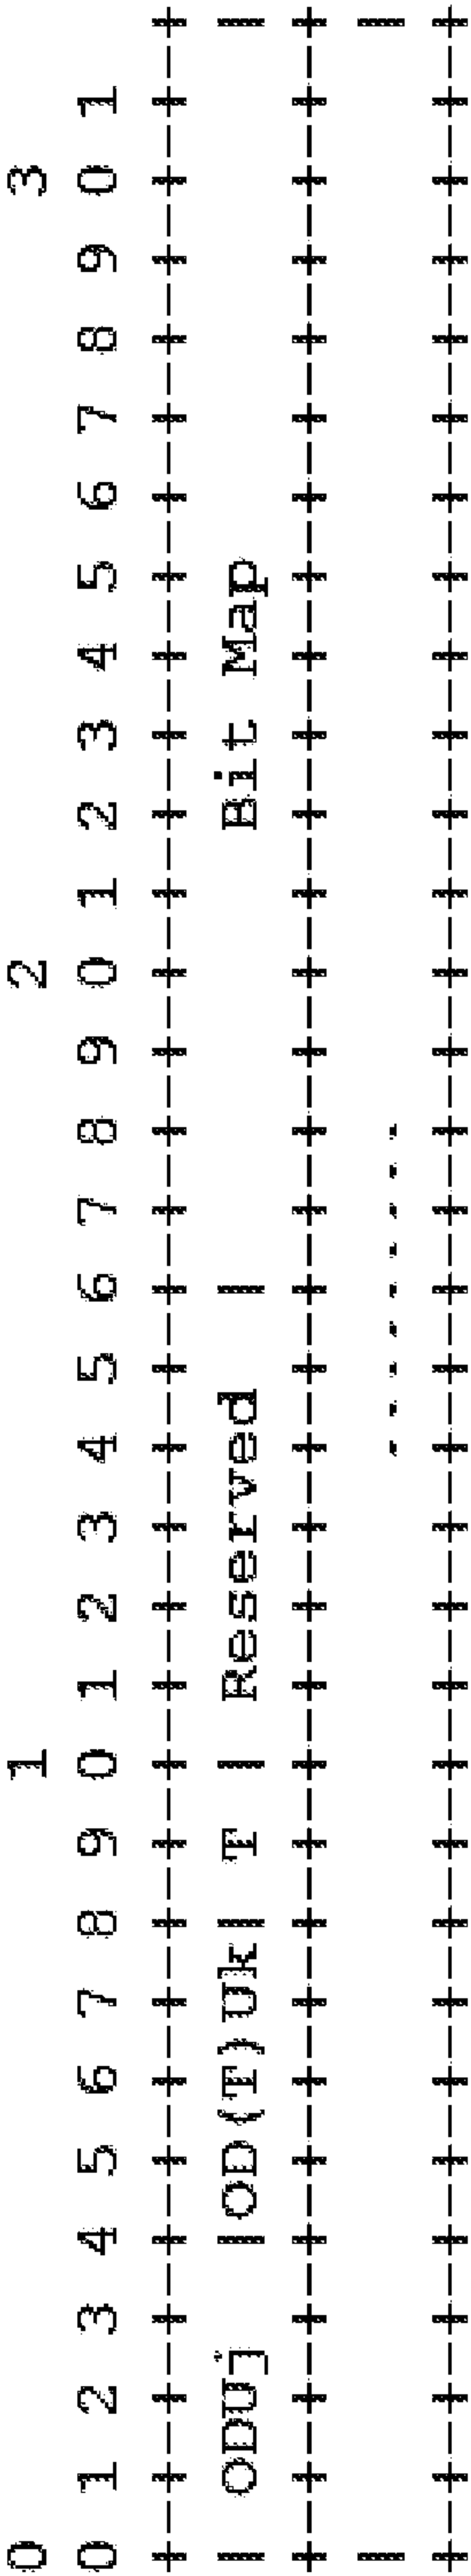 0                   1                   2                   3
0 1 2 3 4 5 6 7 8 9 0 1 2 3 4 5 6 7 8 9 0 1 2 3 4 5 6 7 8 9 0 1
+-+-+-+-+-+-+-+-+-+-+-+-+-+-+-+-+-+-+-+-+-+-+-+-+-+-+-+-+-+-+-+-+
| ODUj  |OD(T)Uk| T | Reserved  |           Bit Map             |
+-+-+-+-+-+-+-+-+-+-+-+-+-+-+-+-+-+-+-+-+-+-+-+-+-+-+-+-+-+-+-+-+
|                           .........                           |
+-+-+-+-+-+-+-+-+-+-+-+-+-+-+-+-+-+-+-+-+-+-+-+-+-+-+-+-+-+-+-+-+